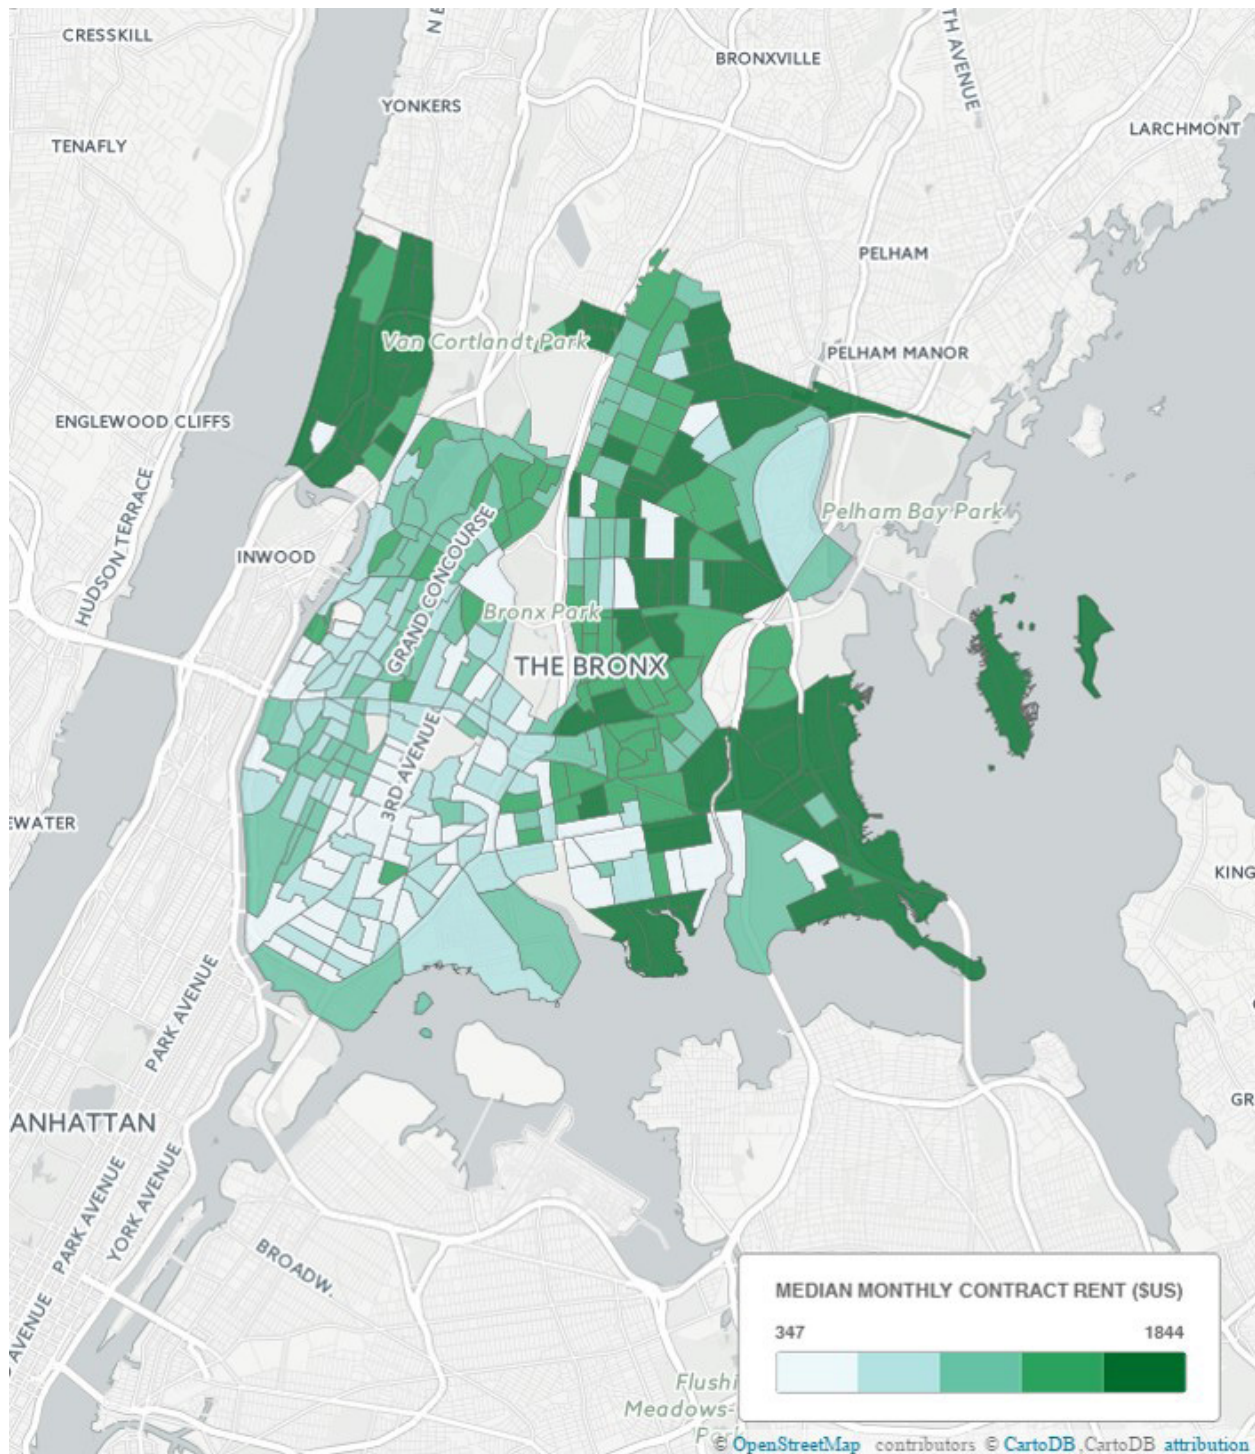 CRESSKILL
BRONXVILLE
TH AVENUE
YONKERS
LARCHMONT
TENAFLY
PELHAM
Van Cortlandt Park
PELHAM MANOR
ENGLEWOOD CLIFFS
HUDSON TERRACE
Pelham Bay Park
INWOOD
GRAND CONCOURSE
Bronx Park
THE BRONX
3RD AVENUE
EWATER
KING
PARK AVENUE
ANHATTAN
GR
PARK AVENUE
YORK AVENUE
BROADW.
AVENUE
MEDIAN MONTHLY CONTRACT RENT ($US)
347 1844
Flushi
Meadows-
© OpenStreetMap contributors © CartoDB, CartoDB attribution